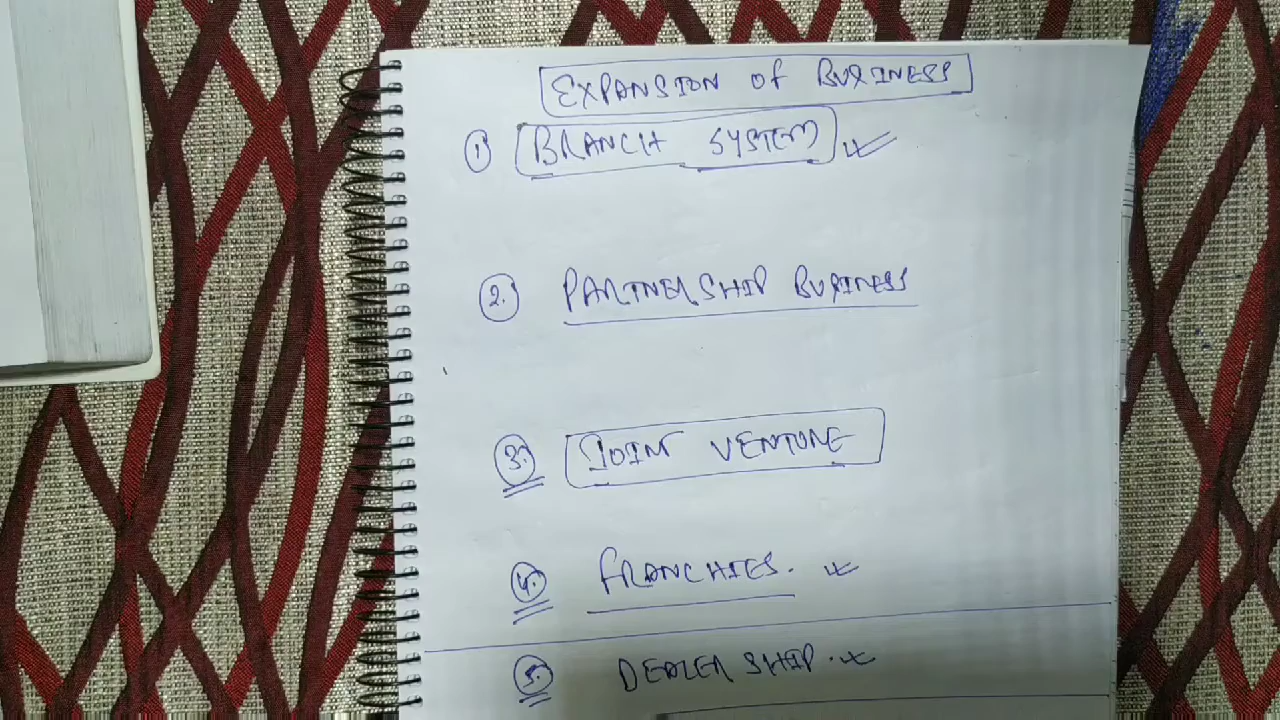 EXPANSION of BUSINESS
① BRANCH SYSTEM
②. PARTNERSHIP BUSINESS
③. JOINT VENTURE
④. FRANCHIES.
⑤. DEALERSHIP.